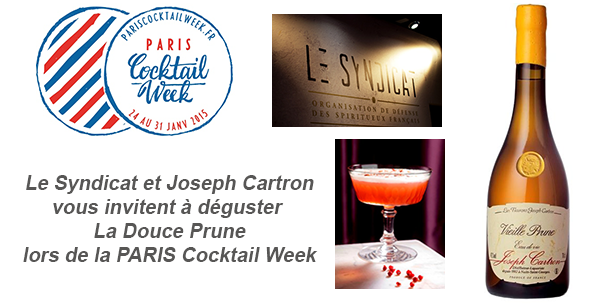 PARISCOCKTAILWEEK.FR
PARIS
Cocktail
Week
24 AU 31 JANV 2015
LE SYNDICAT
ORGANISATION DE DÉFENSE
DES SPIRITUEUX FRANÇAIS
Le Syndicat et Joseph Cartron
vous invitent à déguster
La Douce Prune
lors de la PARIS Cocktail Week
Joseph Cartron
Vieille Prune
Eau de vie
Joseph Cartron